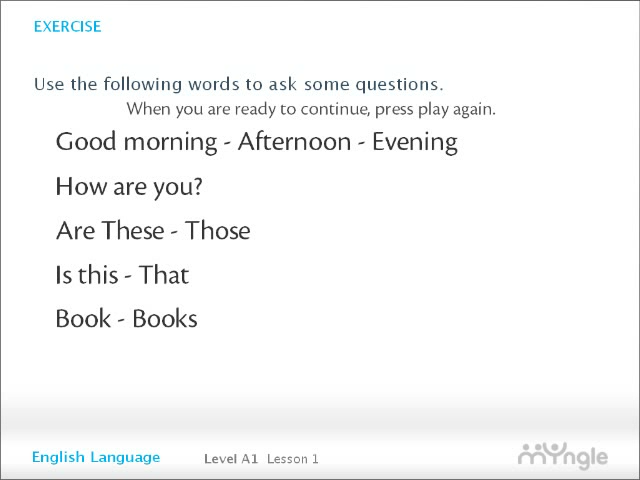 EXERCISE
Use the following words to ask some questions.
When you are ready to continue, press play again.
Good morning - Afternoon - Evening
How are you?
Are These - Those
Is this - That
Book - Books
English Language Level A1 Lesson 1 myngle